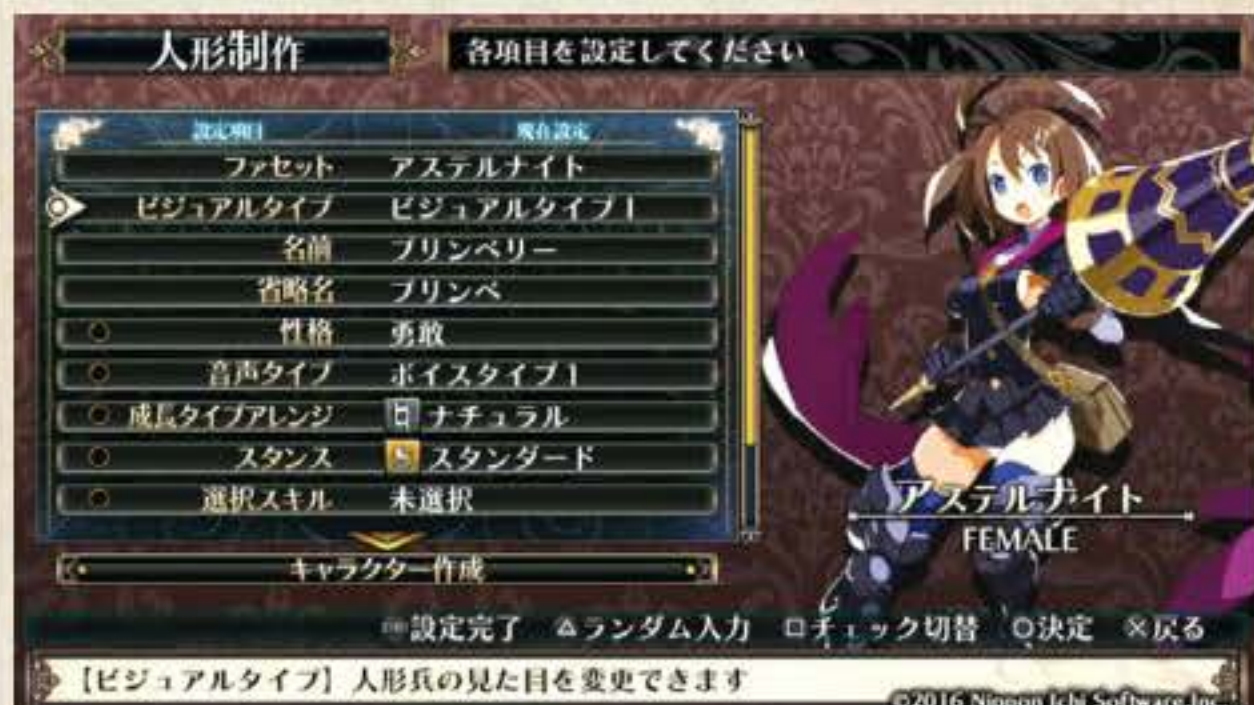 人形制作
各項目を設定してください
設定項目 現在設定
ファセット アステルナイト
ビジュアルタイプ ビジュアルタイプ1
名前 ブリンベリー
省略名 ブリンベ
性格 勇敢
音声タイプ ボイスタイプ1
成長タイプアレンジ ナチュラル
スタンス スタンダード
選択スキル 未選択
キャラクター作成
アステルナイト
FEMALE
設定完了 △ランダム入力 □チェック切替 ○決定 ×戻る
【ビジュアルタイプ】人形兵の見た目を変更できます
©2016 Nippon Ichi Software Inc.